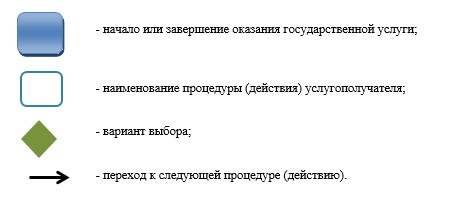 - начало или завершение оказания государственной услуги;
- наименование процедуры (действия) услугополучателя;
- вариант выбора;
- переход к следующей процедуре (действию).